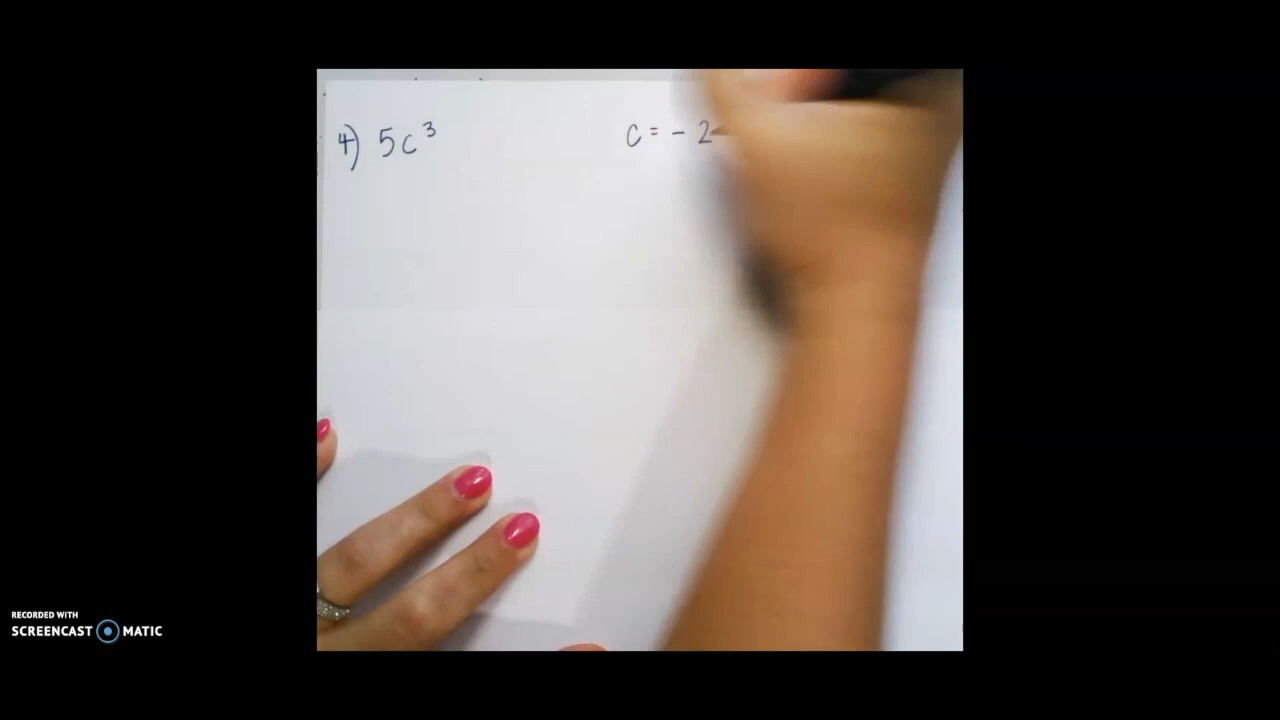 4) 5c³ c = - 2
RECORDED WITH
SCREENCAST MATIC